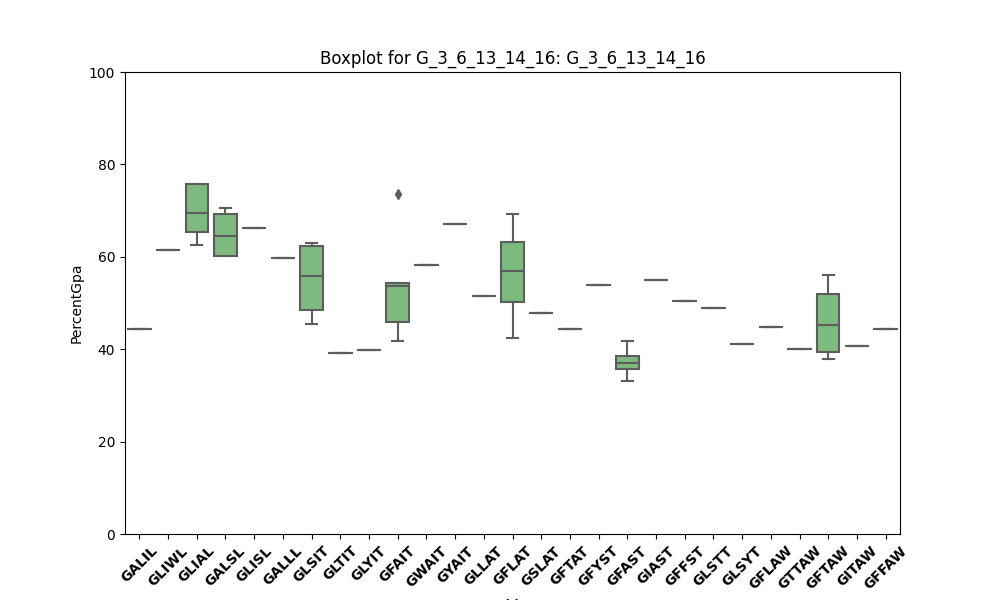 Boxplot for G_3_6_13_14_16: G_3_6_13_14_16
100
80
60
40
20
0
PercentGpa
GALIL GLIWL GLIAL GALSL GLISL GALLL GLSIT GLTIT GLYIT GFAIT GWAIT GYAIT GLLAT GFLAT GSLAT GFTAT GFYST GFAST GIAST GFFST GLSTT GLSYT GFLAW GTTAW GFTAW GITAW GFFAW